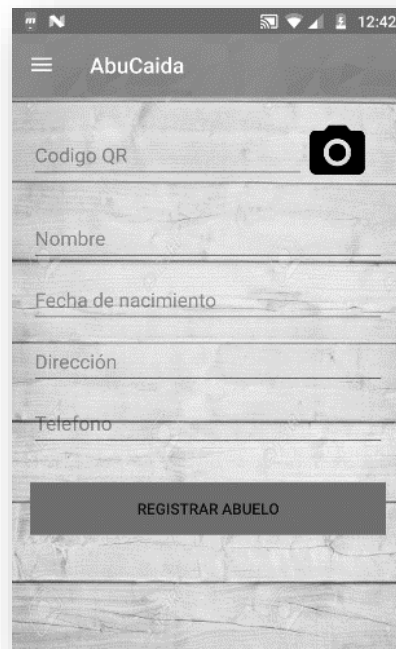 12:42
AbuCaida
Codigo QR
Nombre
Fecha de nacimiento
Dirección
Telefono
REGISTRAR ABUELO